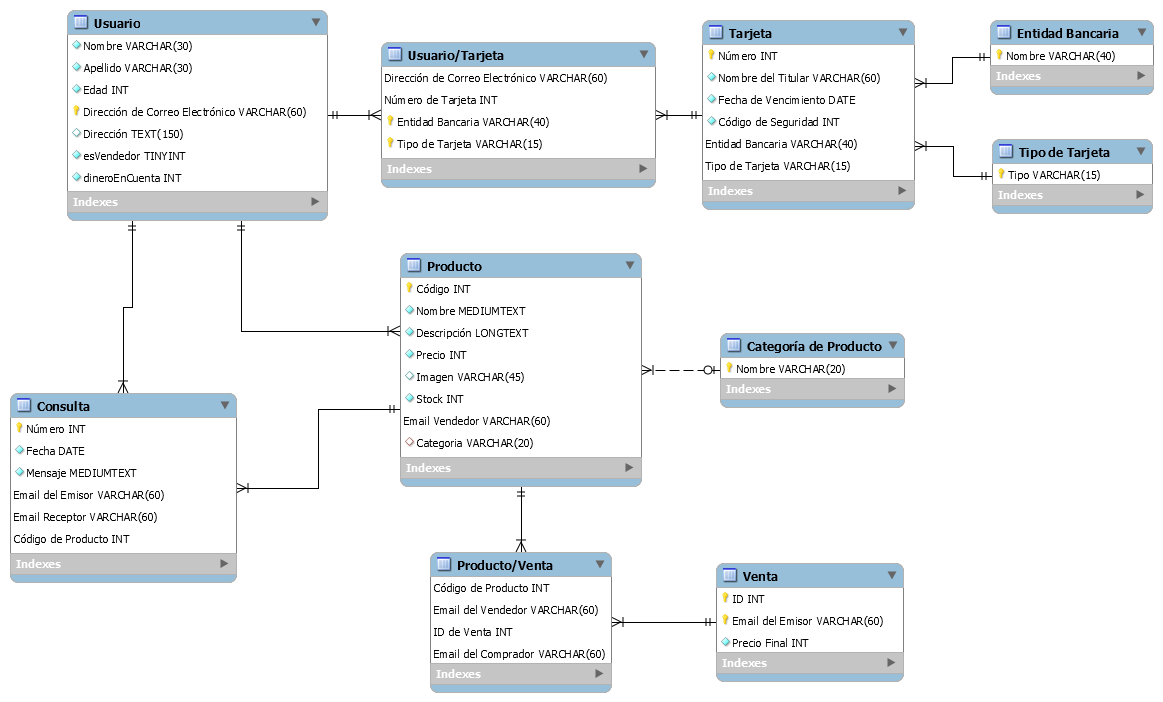 Usuario
Nombre VARCHAR(30)
Apellido VARCHAR(30)
Edad INT
Dirección de Correo Electrónico VARCHAR(60)
Dirección TEXT(150)
esVendedor TINYINT
dineroEnCuenta INT
Indexes
Usuario/Tarjeta
Dirección de Correo Electrónico VARCHAR(60)
Número de Tarjeta INT
Entidad Bancaria VARCHAR(40)
Tipo de Tarjeta VARCHAR(15)
Indexes
Tarjeta
Número INT
Nombre del Titular VARCHAR(60)
Fecha de Vencimiento DATE
Código de Seguridad INT
Entidad Bancaria VARCHAR(40)
Tipo de Tarjeta VARCHAR(15)
Indexes
Entidad Bancaria
Nombre VARCHAR(40)
Indexes
Tipo de Tarjeta
Tipo VARCHAR(15)
Indexes
Producto
Código INT
Nombre MEDIUMTEXT
Descripción LONGTEXT
Precio INT
Imagen VARCHAR(45)
Stock INT
Email Vendedor VARCHAR(60)
Categoria VARCHAR(20)
Indexes
Categoría de Producto
Nombre VARCHAR(20)
Indexes
Consulta
Número INT
Fecha DATE
Mensaje MEDIUMTEXT
Email del Emisor VARCHAR(60)
Email Receptor VARCHAR(60)
Código de Producto INT
Indexes
Producto/Venta
Código de Producto INT
Email del Vendedor VARCHAR(60)
ID de Venta INT
Email del Comprador VARCHAR(60)
Indexes
Venta
ID INT
Email del Emisor VARCHAR(60)
Precio Final INT
Indexes